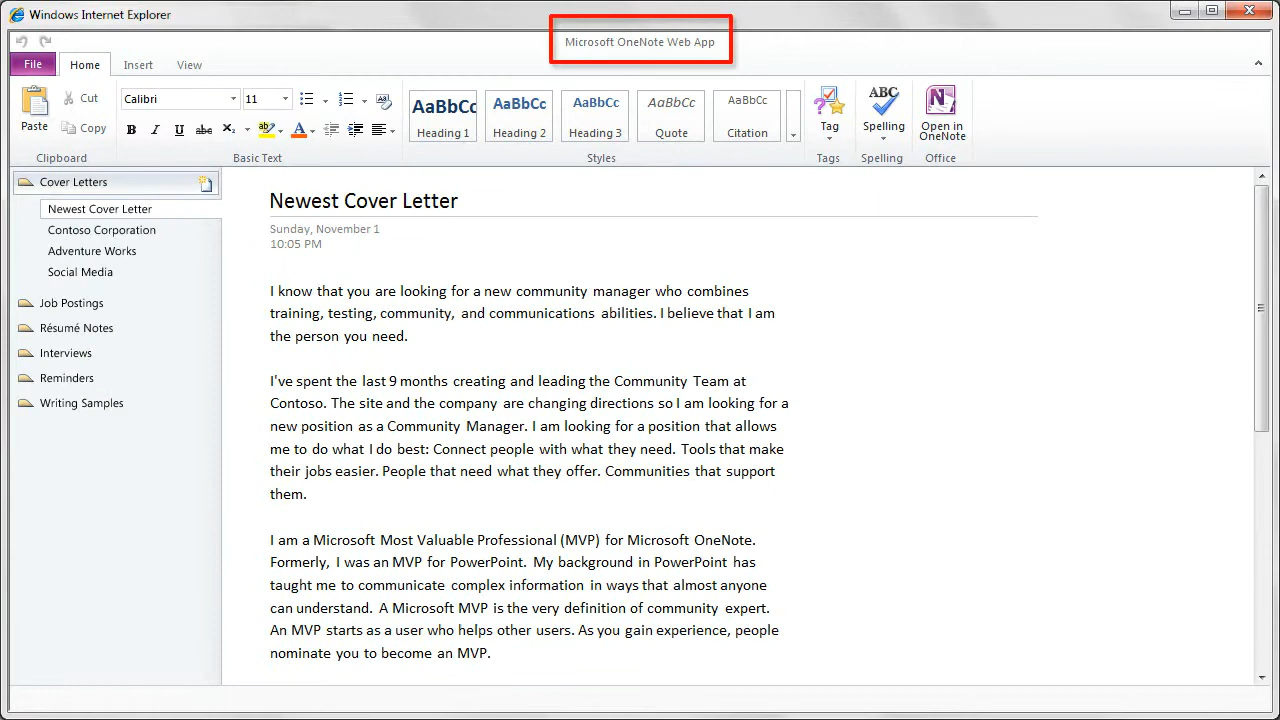 Windows Internet Explorer
Microsoft OneNote Web App
File Home Insert View
Paste
Cut
Copy
Clipboard
Calibri 11
B I U abc X₂ ab A
Basic Text
AaBbCc AaBbCc AaBbCc AaBbCc AaBbCc
Heading 1 Heading 2 Heading 3 Quote Citation
Styles
Tag
Tags
ABC
Spelling
Spelling
N
Open in
OneNote
Office
Cover Letters
Newest Cover Letter
Contoso Corporation
Adventure Works
Social Media
Job Postings
Résumé Notes
Interviews
Reminders
Writing Samples
Newest Cover Letter
Sunday, November 1
10:05 PM
I know that you are looking for a new community manager who combines
training, testing, community, and communications abilities. I believe that I am
the person you need.
I've spent the last 9 months creating and leading the Community Team at
Contoso. The site and the company are changing directions so I am looking for a
new position as a Community Manager. I am looking for a position that allows
me to do what I do best: Connect people with what they need. Tools that make
their jobs easier. People that need what they offer. Communities that support
them.
I am a Microsoft Most Valuable Professional (MVP) for Microsoft OneNote.
Formerly, I was an MVP for PowerPoint. My background in PowerPoint has
taught me to communicate complex information in ways that almost anyone
can understand. A Microsoft MVP is the very definition of community expert.
An MVP starts as a user who helps other users. As you gain experience, people
nominate you to become an MVP.